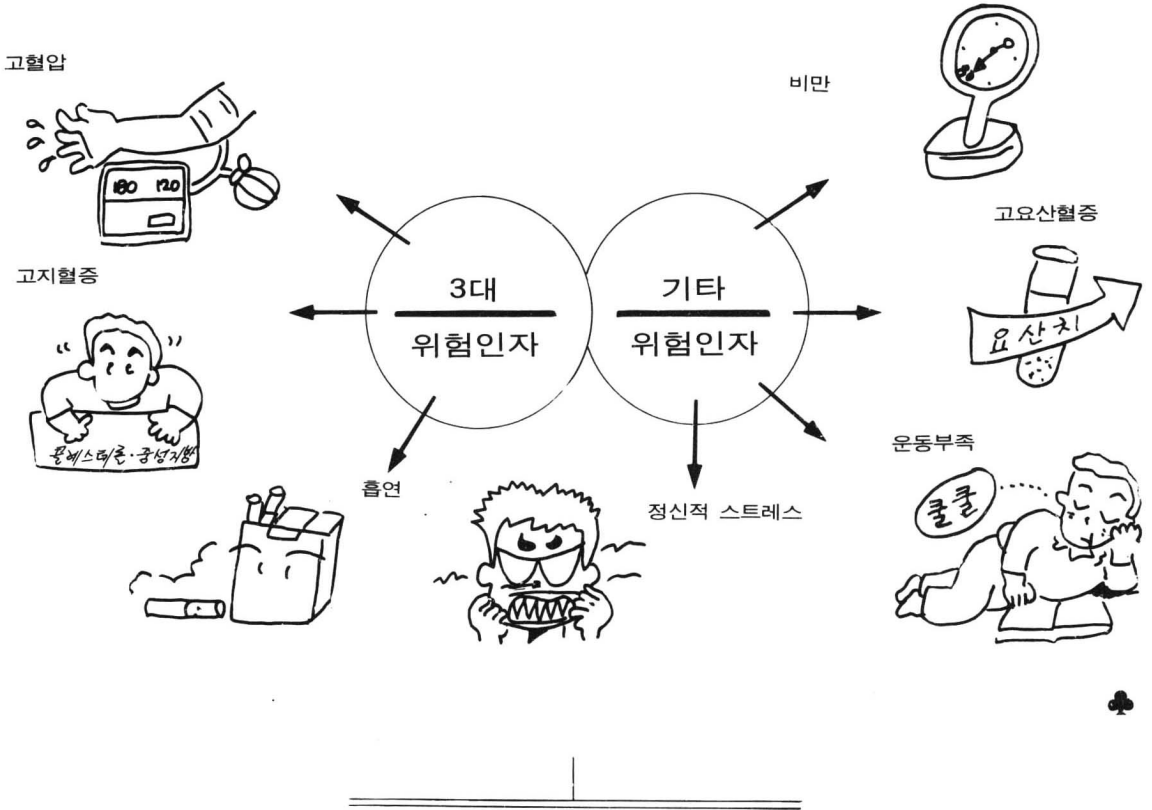 고혈압
180 120
고지혈증
콜레스테롤·중성지방
흡연
3대
위험인자
기타
위험인자
비만
고요산혈증
요산치
운동부족
쿨쿨
정신적 스트레스